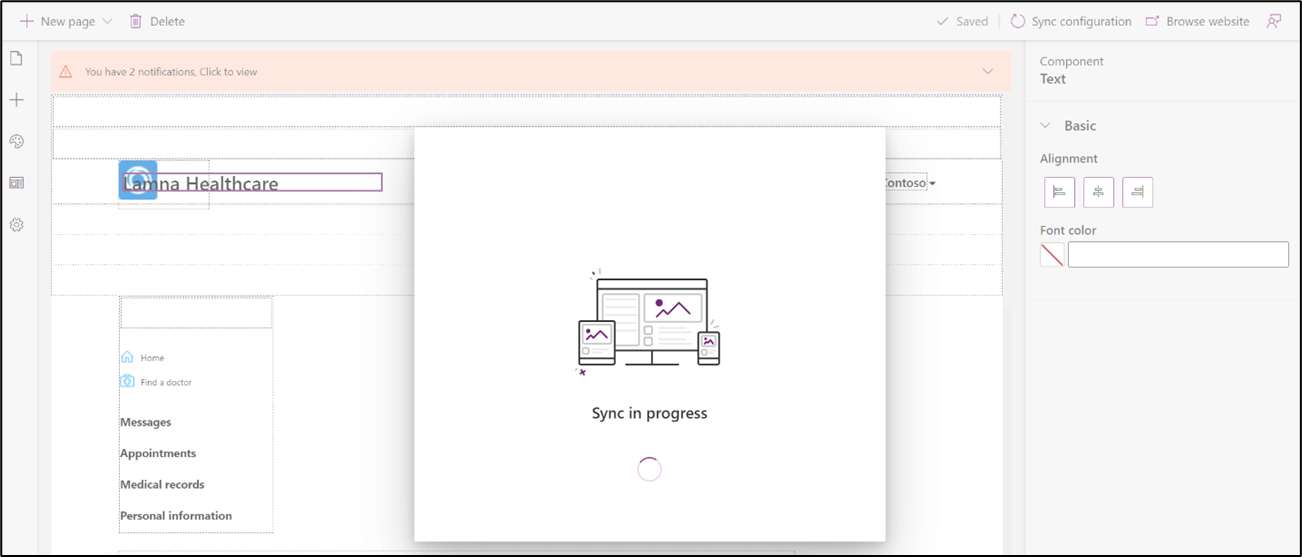 New page
Delete
Saved
Sync configuration
Browse website
You have 2 notifications, Click to view
Component
Text
Basic
Alignment
Font color
Lamna Healthcare
Contoso
Home
Find a doctor
Messages
Appointments
Medical records
Personal information
Sync in progress